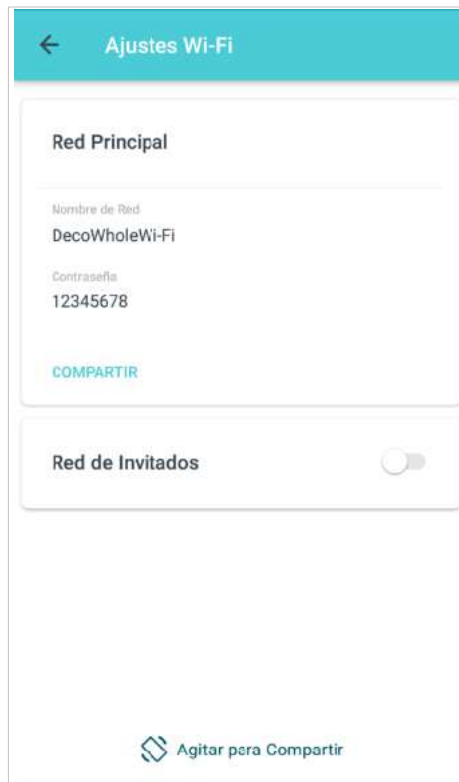 Ajustes Wi-Fi
Red Principal
Nombre de Red
DecoWholeWi-Fi
Contraseña
12345678
COMPARTIR
Red de Invitados
Agitar para Compartir